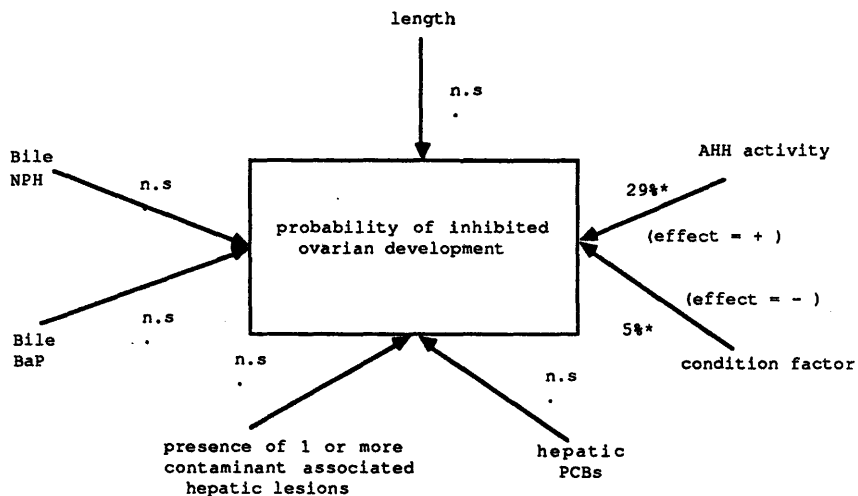 length
n.s
.
Bile
NPH
n.s
.
AHH activity
29%*
(effect = + )
probability of inhibited
ovarian development
(effect = - )
5%*
condition factor
n.s
.
Bile
BaP
n.s
.
n.s
.
presence of 1 or more
contaminant associated
hepatic lesions
hepatic
PCBs